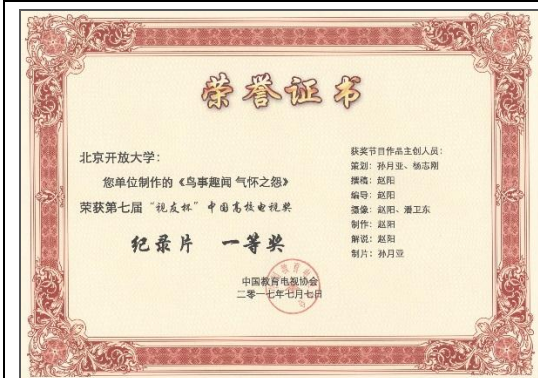 荣誉证书
北京开放大学：
您单位制作的《鸟事趣闻 气怀之怨》
荣获第七届“视友杯”中国高校电视奖
纪录片 一等奖
中国教育电视协会
二零一七年七月七日
获奖节目作品主创人员：
策划：孙月亚、杨志刚
撰稿：赵阳
编导：赵阳
摄像：赵阳、潘卫东
制作：赵阳
解说：赵阳
制片：孙月亚